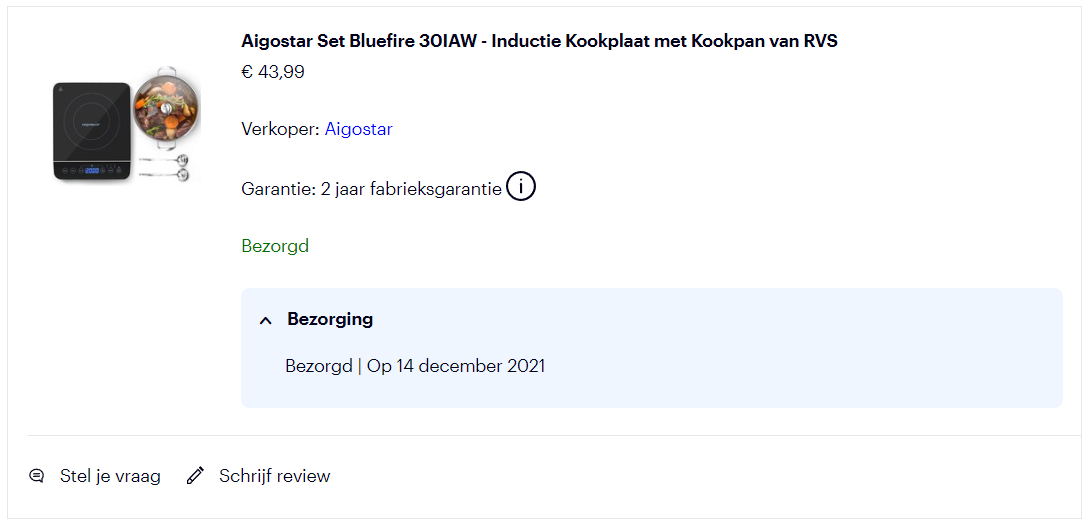 Aigostar Set Bluefire 30IAW - Inductie Kookplaat met Kookpan van RVS
€ 43,99
Verkoper: Aigostar
Garantie: 2 jaar fabrieksgarantie
Bezorgd
Bezorging
Bezorgd | Op 14 december 2021
Stel je vraag
Schrijf review